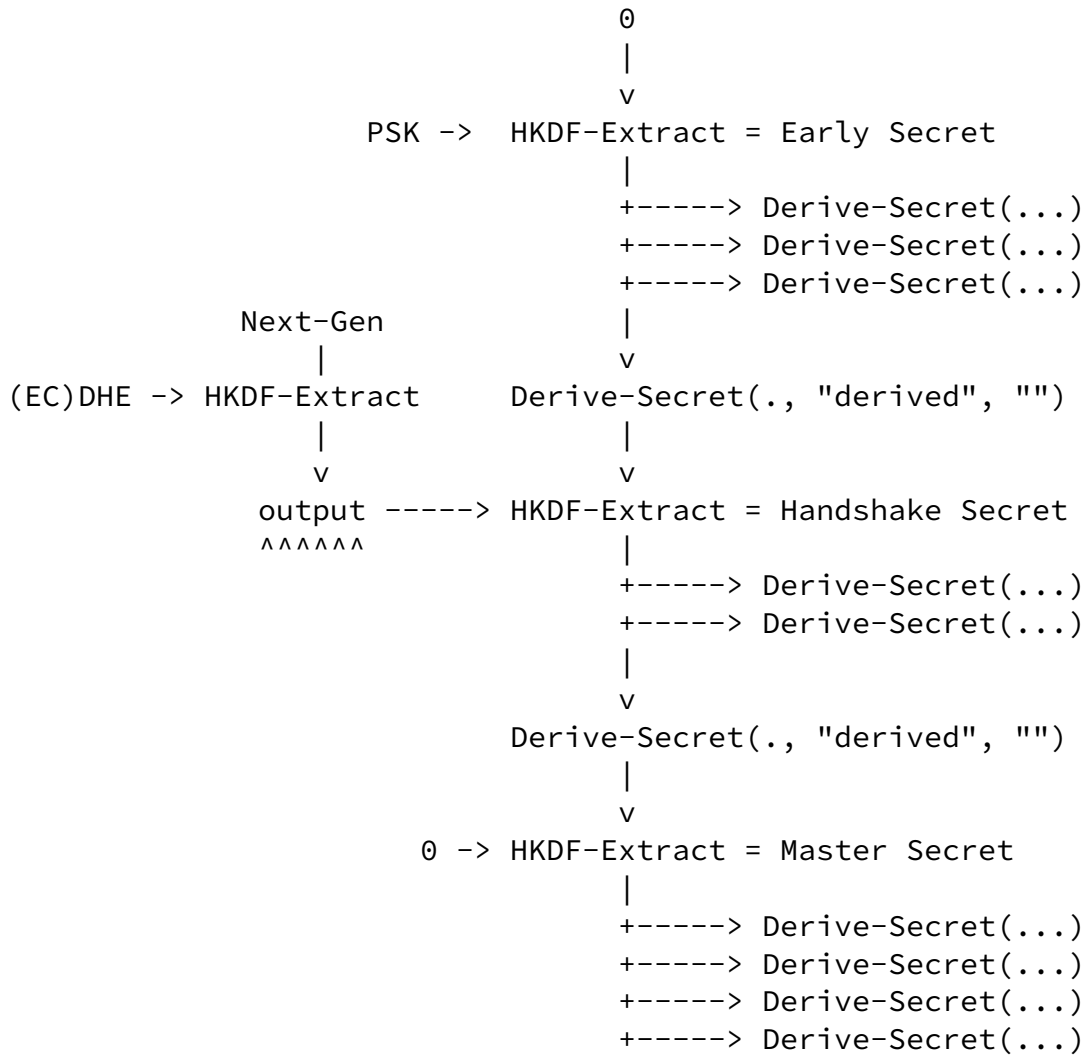 0
                                  |
                                  v
                    PSK ->  HKDF-Extract = Early Secret
                                  |
                                  +-----> Derive-Secret(...)
                                  +-----> Derive-Secret(...)
                                  +-----> Derive-Secret(...)
             Next-Gen             |
                 |                v
(EC)DHE -> HKDF-Extract     Derive-Secret(., "derived", "")
                 |                |
                 v                v
              output -----> HKDF-Extract = Handshake Secret
              ^^^^^^              |
                                  +-----> Derive-Secret(...)
                                  +-----> Derive-Secret(...)
                                  |
                                  v
                            Derive-Secret(., "derived", "")
                                  |
                                  v
                       0 -> HKDF-Extract = Master Secret
                                  |
                                  +-----> Derive-Secret(...)
                                  +-----> Derive-Secret(...)
                                  +-----> Derive-Secret(...)
                                  +-----> Derive-Secret(...)